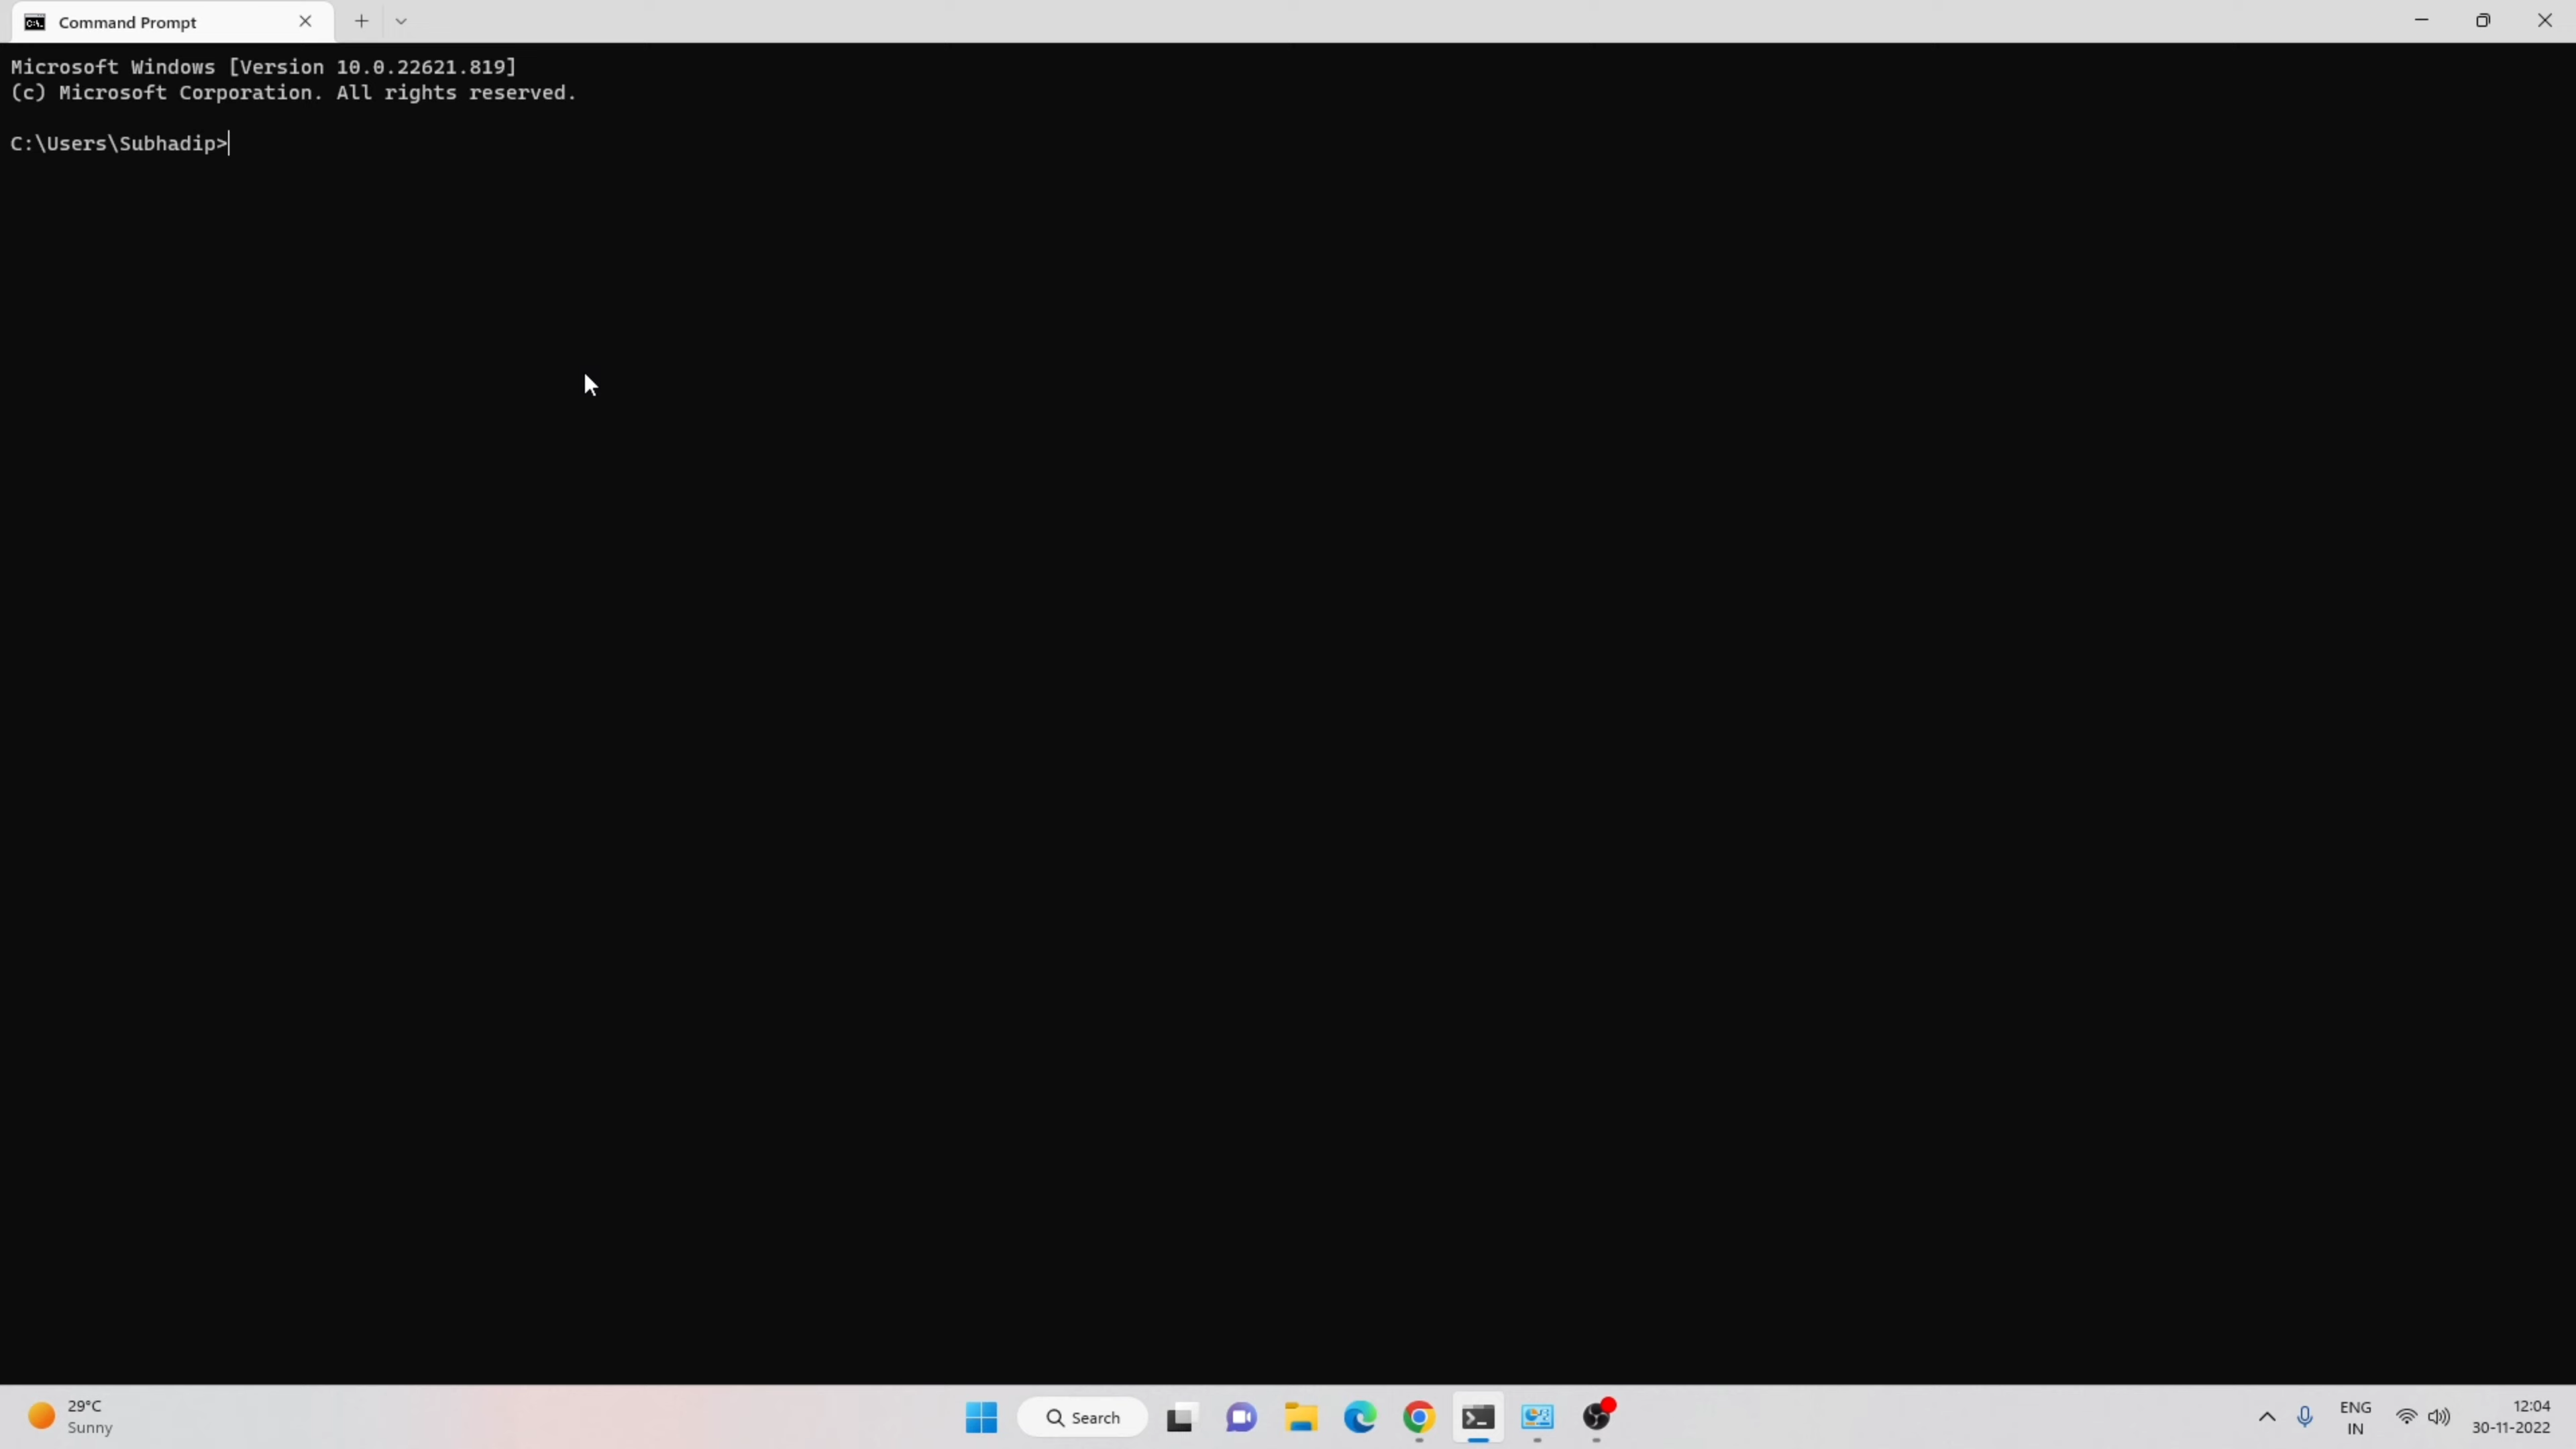 Command Prompt
Microsoft Windows [Version 10.0.22621.819]
(c) Microsoft Corporation. All rights reserved.
C:\Users\Subhadip>
29°C
Sunny
Search
ENG
IN
12:04
30-11-2022